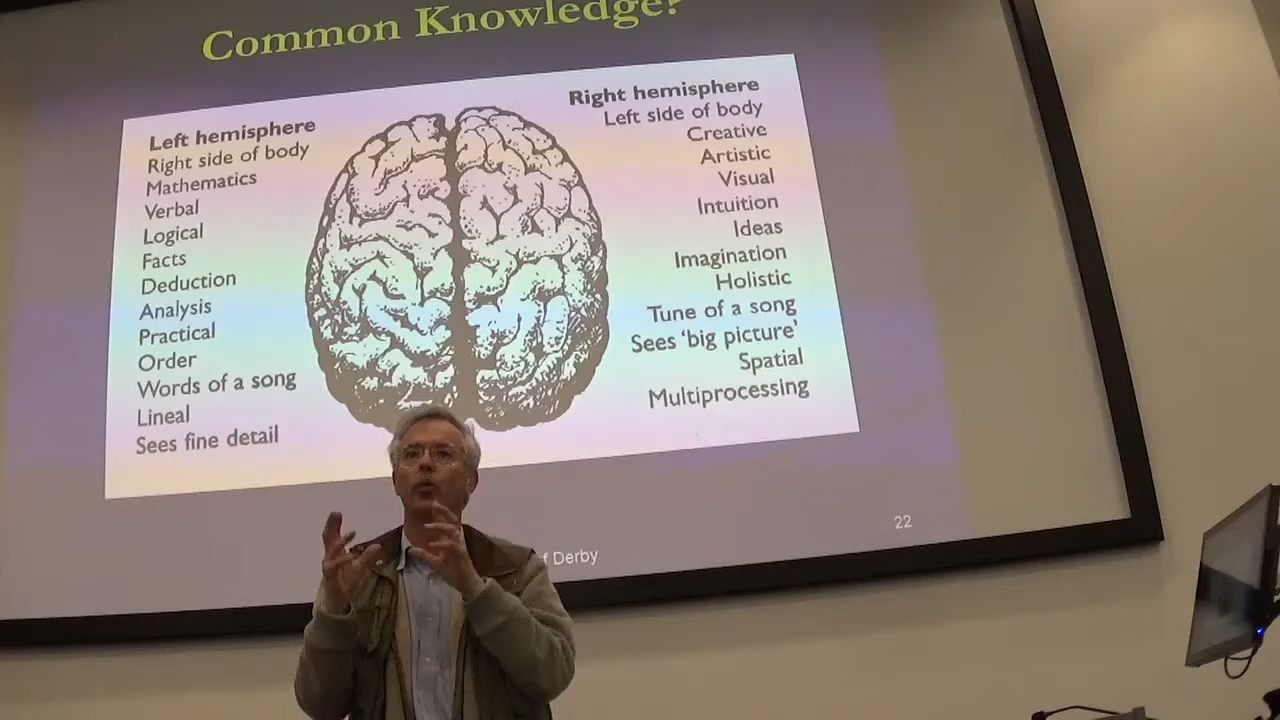 Common Knowledge?
Left hemisphere
Right side of body
Mathematics
Verbal
Logical
Facts
Deduction
Analysis
Practical
Order
Words of a song
Lineal
Sees fine detail
Right hemisphere
Left side of body
Creative
Artistic
Visual
Intuition
Ideas
Imagination
Holistic
Tune of a song
Sees ‘big picture’
Spatial
Multiprocessing
22
f Derby